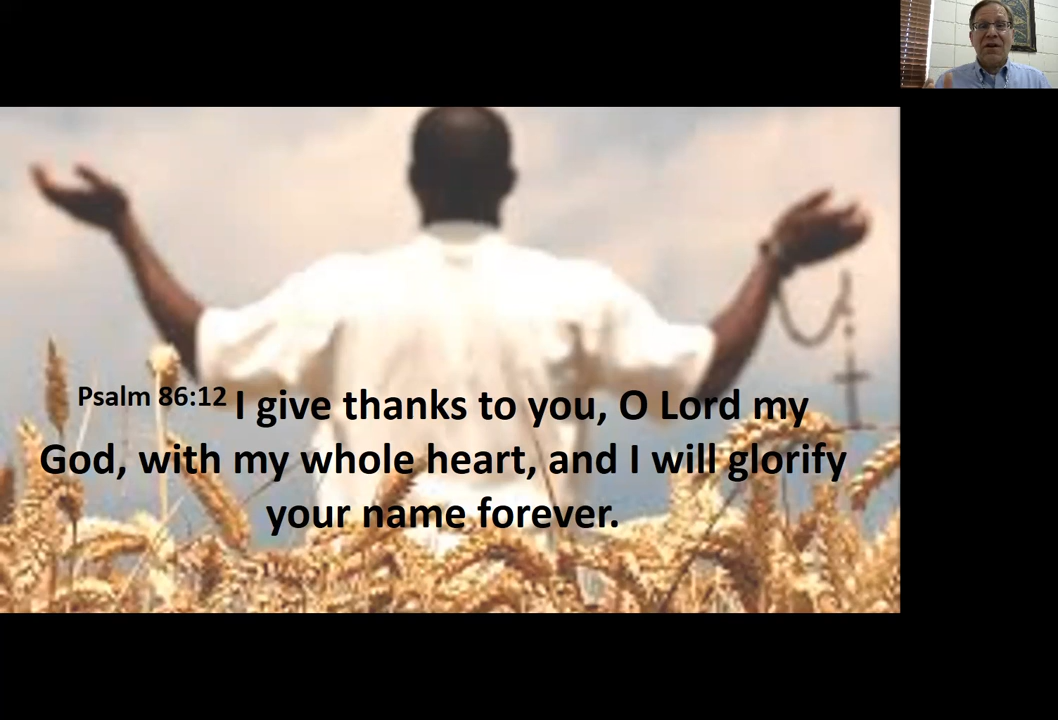 Psalm 86:12 I give thanks to you, O Lord my
God, with my whole heart, and I will glorify
your name forever.